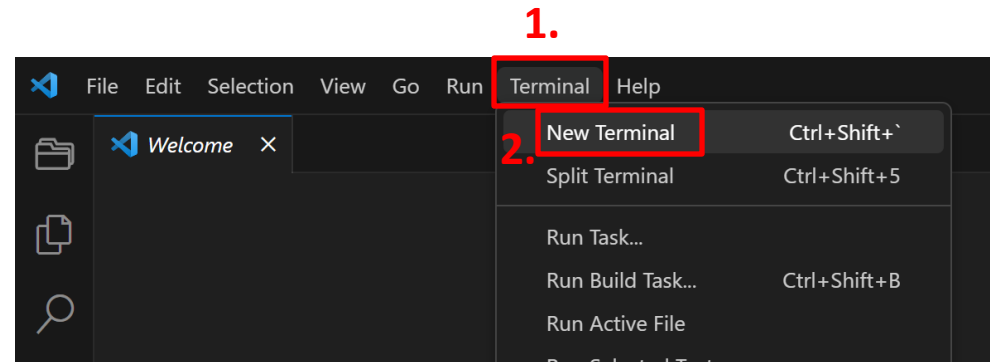 1.
File Edit Selection View Go Run Terminal Help
Welcome
2.
New Terminal Ctrl+Shift+`
Split Terminal Ctrl+Shift+5
Run Task...
Run Build Task... Ctrl+Shift+B
Run Active File